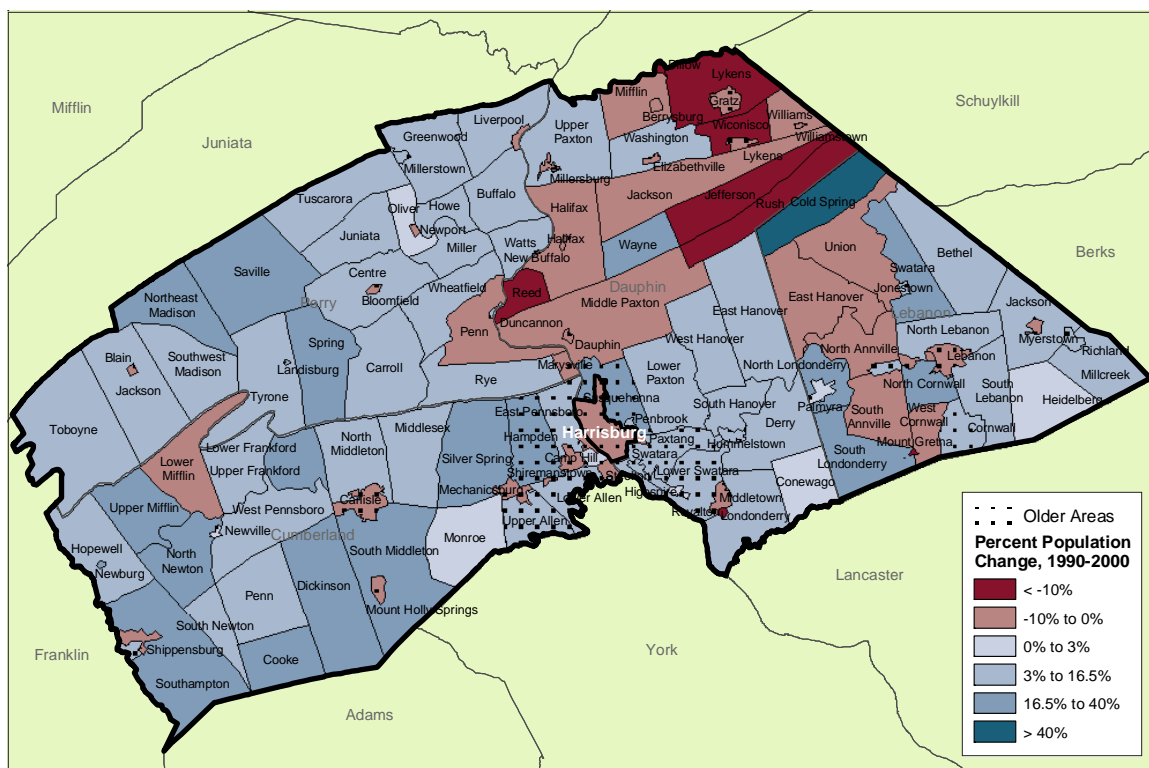 Pillow
Lykens
Mifflin
Schuylkill
Mifflin
Gratz
Berrysburg
Liverpool
Wiconisco
Williams
Juniata
Greenwood
Upper
Paxton
Washington
Williamstown
Lykens
Millerstown
Elizabethville
Millersburg
Tuscarora
Buffalo
Jackson
Jefferson
Oliver
Howe
Halifax
Rush
Cold Spring
Newport
Juniata
Miller
Watts
Halifax
Wayne
Union
New Buffalo
Bethel
Berks
Saville
Centre
Swatara
Northeast
Madison
Perry
Bloomfield
Wheatfield
Reed
Dauphin
Jonestown
Middle Paxton
East Hanover
Lebanon
Jackson
Duncannon
East Hanover
Penn
North Lebanon
Spring
Dauphin
West Hanover
Myerstown
Blain
Southwest
Madison
North Annville
Lebanon
Richland
Landisburg
Carroll
Marysville
Lower
Paxton
North Londonderry
Millcreek
Jackson
Rye
North Cornwall
Tyrone
Susquehanna
South
Lebanon
Heidelberg
Toboyne
East Pennsboro
Penbrook
South Hanover
Palmyra
South
Annville
West
Cornwall
Cornwall
Middlesex
Harrisburg
Derry
Lower Frankford
North
Middleton
Hampden
Paxtang
Hummelstown
Mount Gretna
Lower
Mifflin
Upper Frankford
Silver Spring
Camp Hill
Swatara
South
Londonderry
Shiremanstown
Steelton
Lower Swatara
Conewago
Mechanicsburg
Highspire
Upper Mifflin
West Pennsboro
Carlisle
Lower Allen
Middletown
Royalton
Londonderry
Newville
Cumberland
Upper Allen
Hopewell
North
Newton
South Middleton
Monroe
Newburg
Dickinson
Penn
Mount Holly Springs
Lancaster
South Newton
Franklin
Shippensburg
York
Cooke
Southampton
Adams
Older Areas
Percent Population
Change, 1990-2000
< -10%
-10% to 0%
0% to 3%
3% to 16.5%
16.5% to 40%
> 40%